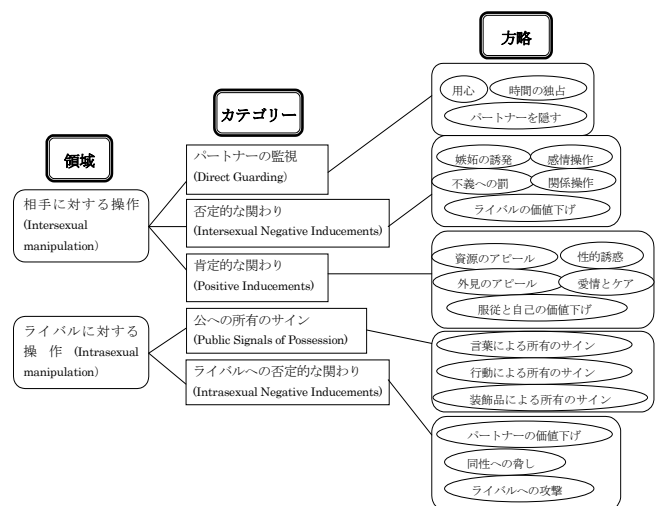 方略
用心
時間の独占
パートナーを隠す
カテゴリー
領域
パートナーの監視
(Direct Guarding)
嫉妬の誘発
感情操作
不義への罰
関係操作
ライバルの価値下げ
相手に対する操作
(Intersexual
manipulation)
否定的な関わり
(Intersexual Negative Inducements)
肯定的な関わり
(Positive Inducements)
資源のアピール
性的誘惑
外見のアピール
愛情とケア
服従と自己の価値下げ
ライバルに対する
操 作 (Intrasexual
manipulation)
公への所有のサイン
(Public Signals of Possession)
ライバルへの否定的な関わり
(Intrasexual Negative Inducements)
言葉による所有のサイン
行動による所有のサイン
装飾品による所有のサイン
パートナーの価値下げ
同性への脅し
ライバルへの攻撃